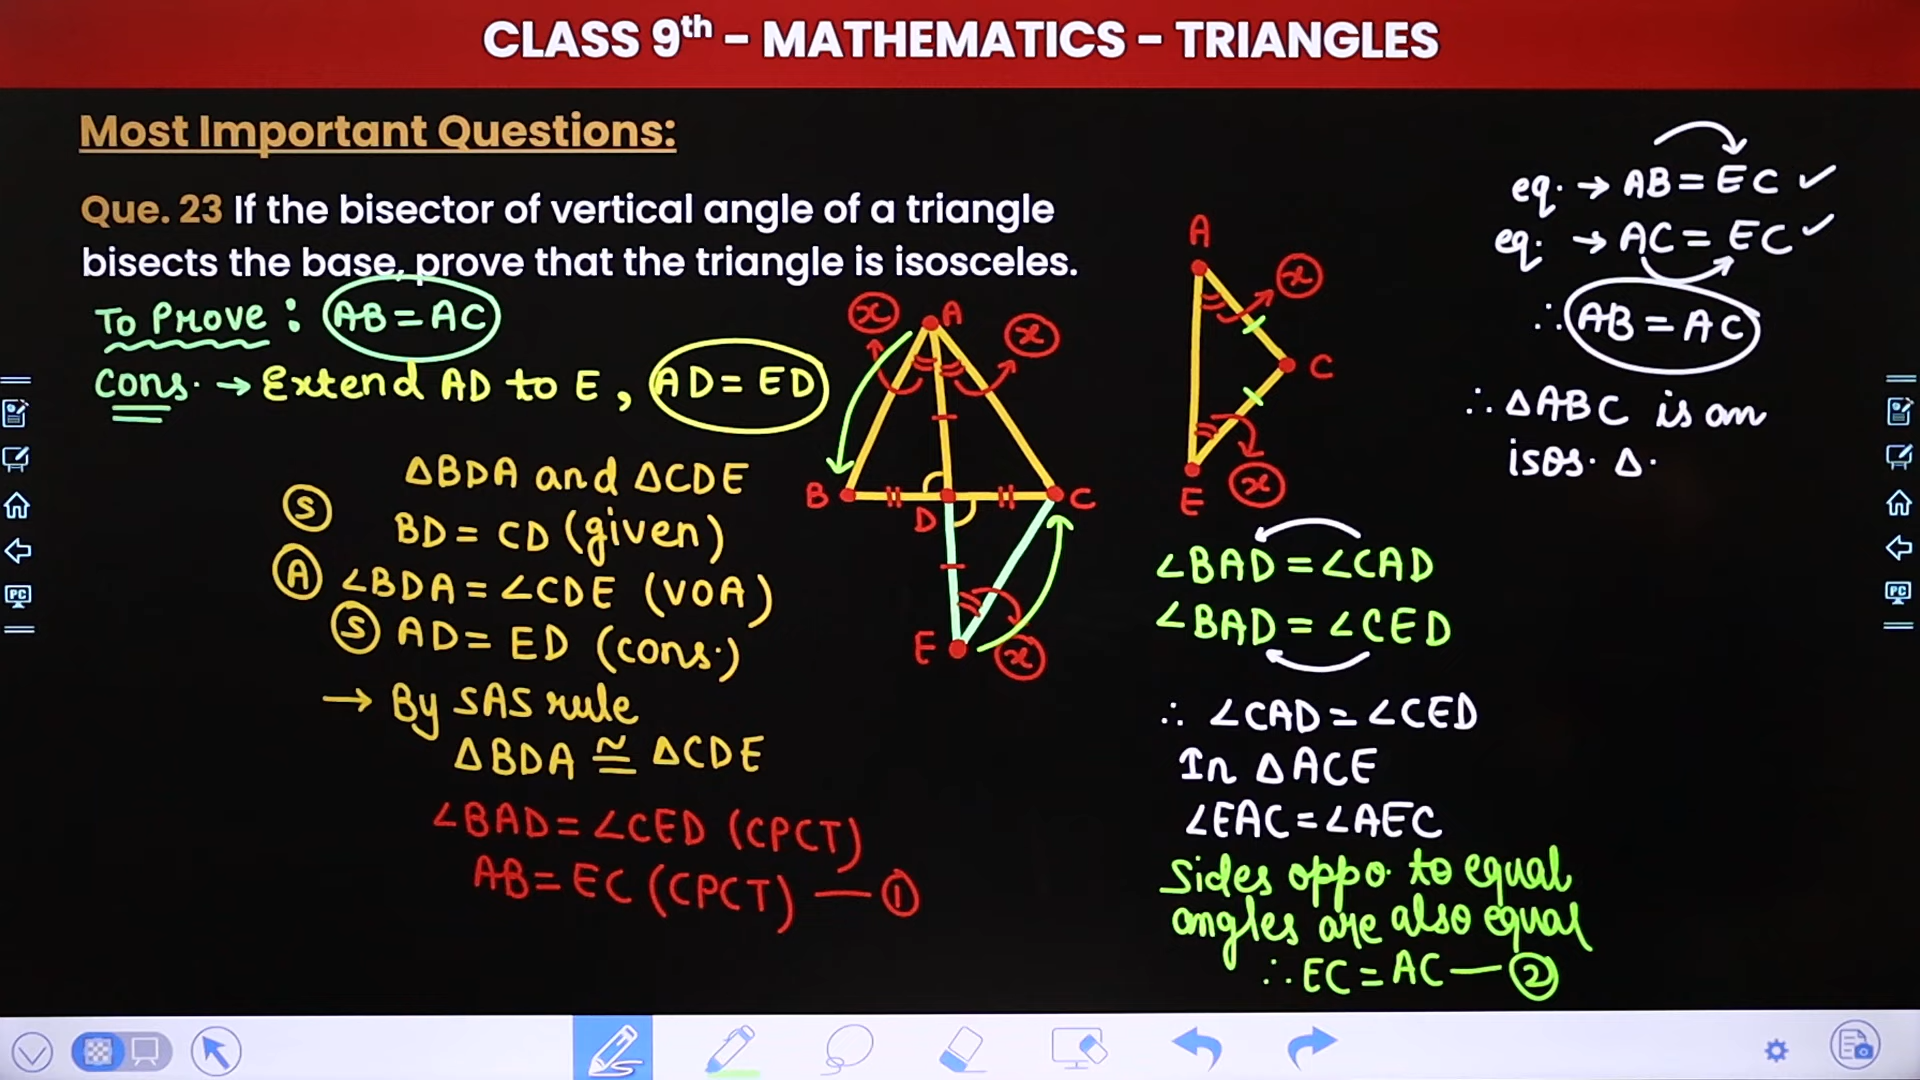 CLASS 9th - MATHEMATICS - TRIANGLES
Most Important Questions:
Que. 23 If the bisector of vertical angle of a triangle
bisects the base, prove that the triangle is isosceles.
To Prove : AB = AC
Cons. → Extend AD to E , AD = ED
ΔBDA and ΔCDE
S BD = CD (given)
A ∠BDA = ∠CDE (VOA)
S AD = ED (cons.)
→ By SAS rule
ΔBDA ≅ ΔCDE
∠BAD = ∠CED (CPCT)
AB = EC (CPCT) — ①
x A x
B D C
E x
A x
C
E x
∠BAD = ∠CAD
∠BAD = ∠CED
∴ ∠CAD = ∠CED
In ΔACE
∠EAC = ∠AEC
Sides oppo. to equal
angles are also equal
∴ EC = AC — ②
eq. → AB = EC ✓
eq. → AC = EC ✓
∴ AB = AC
∴ ΔABC is an
isos. Δ.
PC
PC